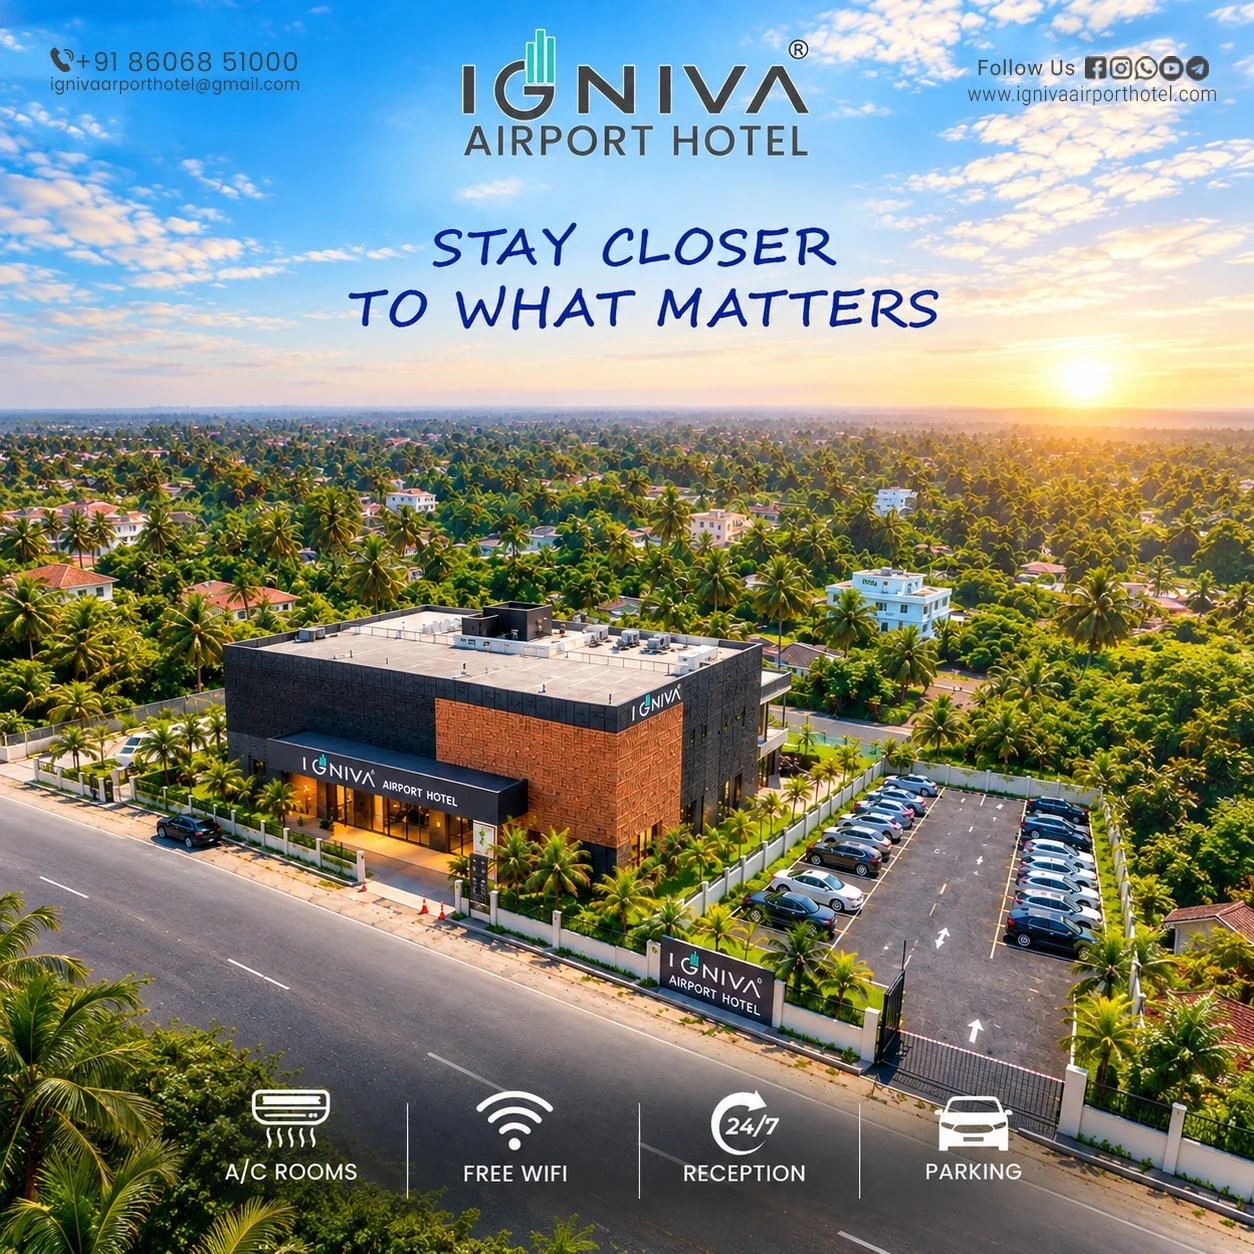 +91 86068 51000
ignivaarporthotel@gmail.com
IGNIVA®
AIRPORT HOTEL
Follow Us
www.ignivaairporthotel.com
STAY CLOSER
TO WHAT MATTERS
IGNIVA®
IGNIVA® AIRPORT HOTEL
IGNIVA®
AIRPORT HOTEL
A/C ROOMS
FREE WIFI
24/7
RECEPTION
PARKING